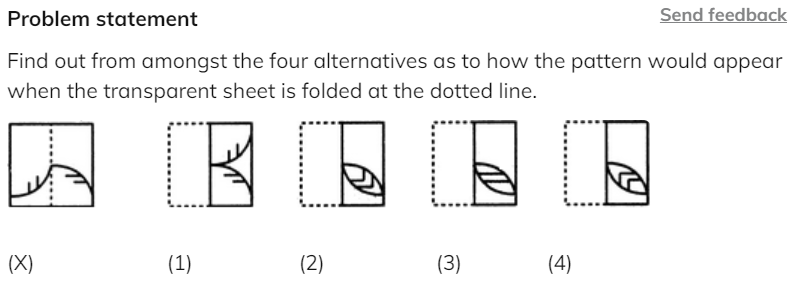 Problem statement
Send feedback
Find out from amongst the four alternatives as to how the pattern would appear
when the transparent sheet is folded at the dotted line.
(X) (1) (2) (3) (4)